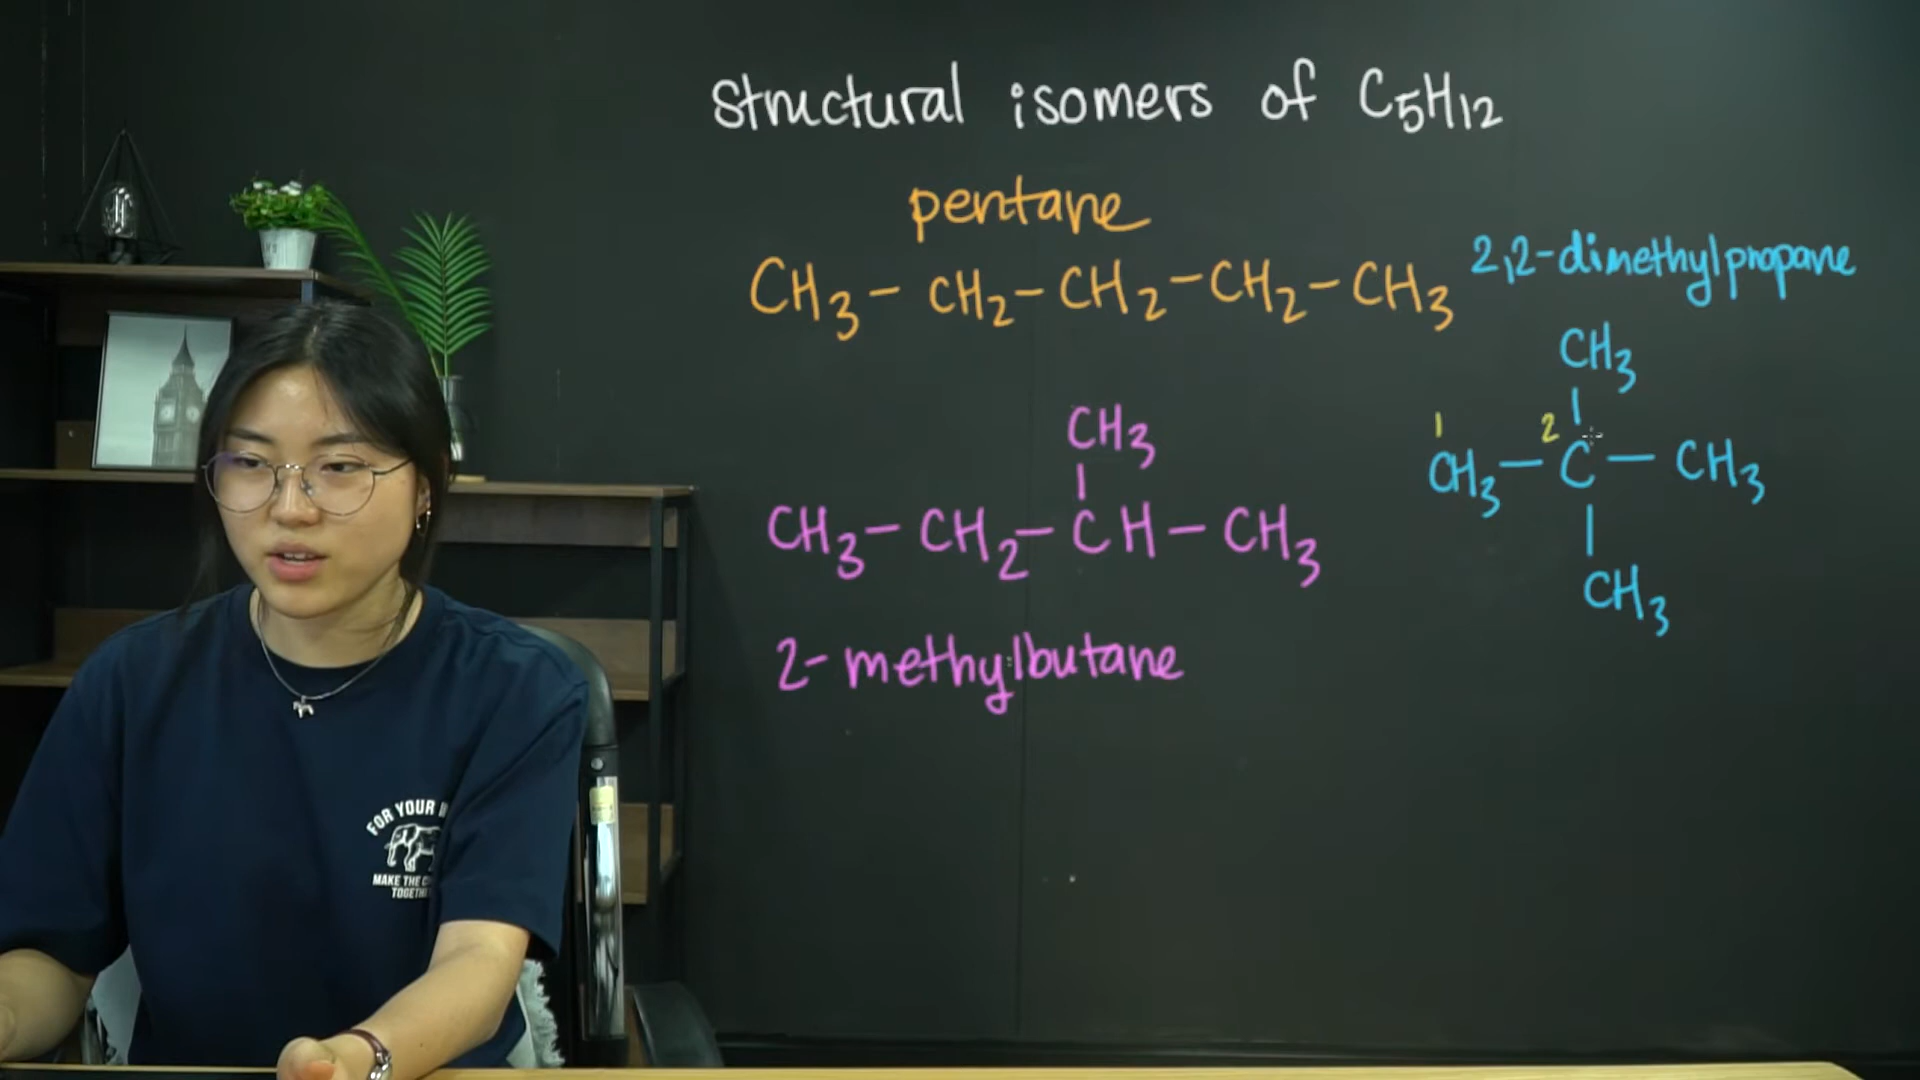 structural isomers of C5H12
pentane
CH3 – CH2 – CH2 – CH2 – CH3
2,2-dimethylpropane
CH3
1 2
CH3 – C – CH3
CH3
CH3
CH3 – CH2 – CH – CH3
2-methylbutane
FOR YOUR
MAKE THE